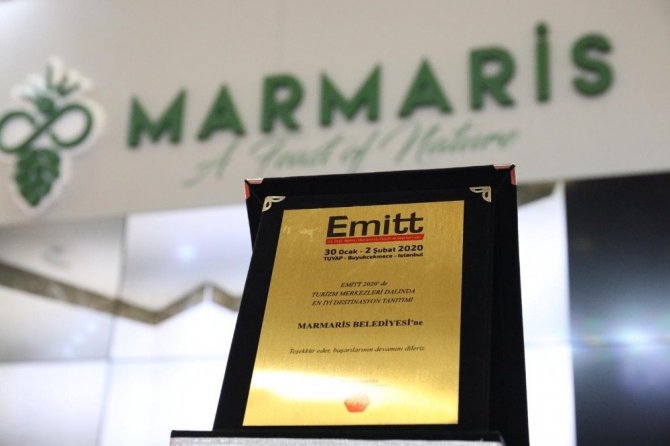 MARMARİS
A Feast of Nature
Emitt
30 Ocak - 2 Şubat 2020
TÜYAP - Büyükçekmece - İstanbul
EMITT 2020' de
TURİZM MERKEZLERİ DALINDA
EN İYİ DESTİNASYON TANITIMI
MARMARİS BELEDİYESİ'ne
Teşekkür eder, başarılarının devamını dileriz.